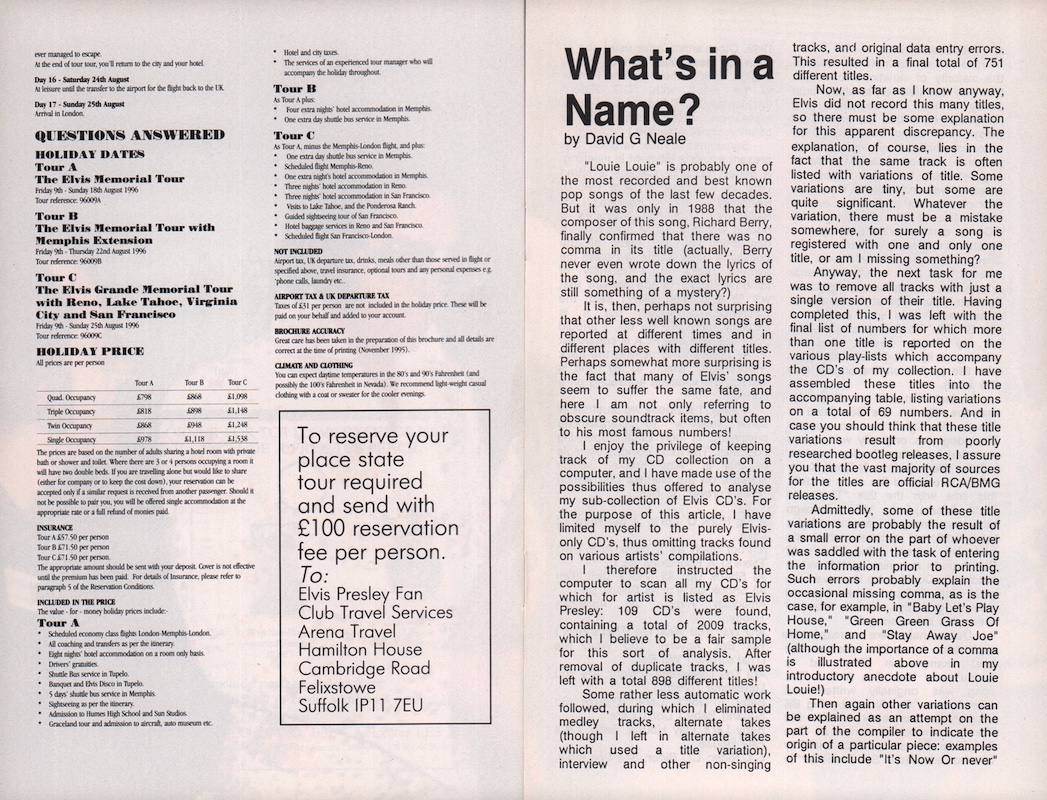 ever managed to escape.
At the end of tour tour, you'll return to the city and your hotel.
Day 16 - Saturday 24th August
At leisure until the transfer to the airport for the flight back to the UK.
Day 17 - Sunday 25th August
Arrival in London.
QUESTIONS ANSWERED
HOLIDAY DATES
Tour A
The Elvis Memorial Tour
Friday 9th - Sunday 18th August 1996
Tour reference: 96009A
Tour B
The Elvis Memorial Tour with
Memphis Extension
Friday 9th - Thursday 22nd August 1996
Tour reference: 96009B
Tour C
The Elvis Grande Memorial Tour
with Reno, Lake Tahoe, Virginia
City and San Francisco
Friday 9th - Sunday 25th August 1996
Tour reference: 96009C
HOLIDAY PRICE
All prices are per person
Tour A Tour B Tour C
Quad. Occupancy £798 £868 £1,098
Triple Occupancy £818 £898 £1,148
Twin Occupancy £868 £948 £1,248
Single Occupancy £978 £1,118 £1,538
The prices are based on the number of adults sharing a hotel room with private
bath or shower and toilet. Where there are 3 or 4 persons occupying a room it
will have two double beds. If you are travelling alone but would like to share
(either for company or to keep the cost down), your reservation can be
accepted only if a similar request is received from another passenger. Should it
not be possible to pair you, you will be offered single accommodation at the
appropriate rate or a full refund of monies paid.
INSURANCE
Tour A £57.50 per person
Tour B £71.50 per person
Tour C £71.50 per person.
The appropriate amount should be sent with your deposit. Cover is not effective
until the premium has been paid. For details of Insurance, please refer to
paragraph 5 of the Reservation Conditions.
INCLUDED IN THE PRICE
The value - for - money holiday prices include:-
Tour A
• Scheduled economy class flights London-Memphis-London.
• All coaching and transfers as per the itinerary.
• Eight nights' hotel accommodation on a room only basis.
• Drivers' gratuities.
• Shuttle Bus service in Tupelo.
• Banquet and Elvis Disco in Tupelo.
• 5 days' shuttle bus service in Memphis.
• Sightseeing as per the itinerary.
• Admission to Humes High School and Sun Studios.
• Graceland tour and admission to aircraft, auto museum etc.
• Hotel and city taxes.
• The services of an experienced tour manager who will
accompany the holiday throughout.
Tour B
As Tour A plus:
• Four extra nights' hotel accommodation in Memphis.
• One extra day shuttle bus service in Memphis.
Tour C
As Tour A, minus the Memphis-London flight, and plus:
• One extra day shuttle bus service in Memphis.
• Scheduled flight Memphis-Reno.
• One extra night's hotel accommodation in Memphis.
• Three nights' hotel accommodation in Reno.
• Three nights' hotel accommodation in San Francisco.
• Visits to Lake Tahoe, and the Ponderosa Ranch.
• Guided sightseeing tour of San Francisco.
• Hotel baggage services in Reno and San Francisco.
• Scheduled flight San Francisco-London.
NOT INCLUDED
Airport tax, UK departure tax, drinks, meals other than those served in flight or
specified above, travel insurance, optional tours and any personal expenses e.g.
'phone calls, laundry etc..
AIRPORT TAX & UK DEPARTURE TAX
Taxes of £31 per person are not included in the holiday price. These will be
paid on your behalf and added to your account.
BROCHURE ACCURACY
Great care has been taken in the preparation of this brochure and all details are
correct at the time of printing (November 1995).
CLIMATE AND CLOTHING
You can expect daytime temperatures in the 80's and 90's Fahrenheit (and
possibly the 100's Fahrenheit in Nevada). We recommend light-weight casual
clothing with a coat or sweater for the cooler evenings.
To reserve your
place state
tour required
and send with
£100 reservation
fee per person.
To:
Elvis Presley Fan
Club Travel Services
Arena Travel
Hamilton House
Cambridge Road
Felixstowe
Suffolk IP11 7EU
What's in a
Name?
by David G Neale
"Louie Louie" is probably one of
the most recorded and best known
pop songs of the last few decades.
But it was only in 1988 that the
composer of this song, Richard Berry,
finally confirmed that there was no
comma in its title (actually, Berry
never even wrote down the lyrics of
the song, and the exact lyrics are
still something of a mystery?)
It is, then, perhaps not surprising
that other less well known songs are
reported at different times and in
different places with different titles.
Perhaps somewhat more surprising is
the fact that many of Elvis' songs
seem to suffer the same fate, and
here I am not only referring to
obscure soundtrack items, but often
to his most famous numbers!
I enjoy the privilege of keeping
track of my CD collection on a
computer, and I have made use of the
possibilities thus offered to analyse
my sub-collection of Elvis CD's. For
the purpose of this article, I have
limited myself to the purely Elvis-
only CD's, thus omitting tracks found
on various artists' compilations.
I therefore instructed the
computer to scan all my CD's for
which for artist is listed as Elvis
Presley: 109 CD's were found,
containing a total of 2009 tracks,
which I believe to be a fair sample
for this sort of analysis. After
removal of duplicate tracks, I was
left with a total 898 different titles!
Some rather less automatic work
followed, during which I eliminated
medley tracks, alternate takes
(though I left in alternate takes
which used a title variation),
interview and other non-singing
tracks, and original data entry errors.
This resulted in a final total of 751
different titles.
Now, as far as I know anyway,
Elvis did not record this many titles,
so there must be some explanation
for this apparent discrepancy. The
explanation, of course, lies in the
fact that the same track is often
listed with variations of title. Some
variations are tiny, but some are
quite significant. Whatever the
variation, there must be a mistake
somewhere, for surely a song is
registered with one and only one
title, or am I missing something?
Anyway, the next task for me
was to remove all tracks with just a
single version of their title. Having
completed this, I was left with the
final list of numbers for which more
than one title is reported on the
various play-lists which accompany
the CD's of my collection. I have
assembled these titles into the
accompanying table, listing variations
on a total of 69 numbers. And in
case you should think that these title
variations result from poorly
researched bootleg releases, I assure
you that the vast majority of sources
for the titles are official RCA/BMG
releases.
Admittedly, some of these title
variations are probably the result of
a small error on the part of whoever
was saddled with the task of entering
the information prior to printing.
Such errors probably explain the
occasional missing comma, as is the
case, for example, in "Baby Let's Play
House," "Green Green Grass Of
Home," and "Stay Away Joe"
(although the importance of a comma
is illustrated above in my
introductory anecdote about Louie
Louie!)
Then again other variations can
be explained as an attempt on the
part of the compiler to indicate the
origin of a particular piece: examples
of this include "It's Now Or never"